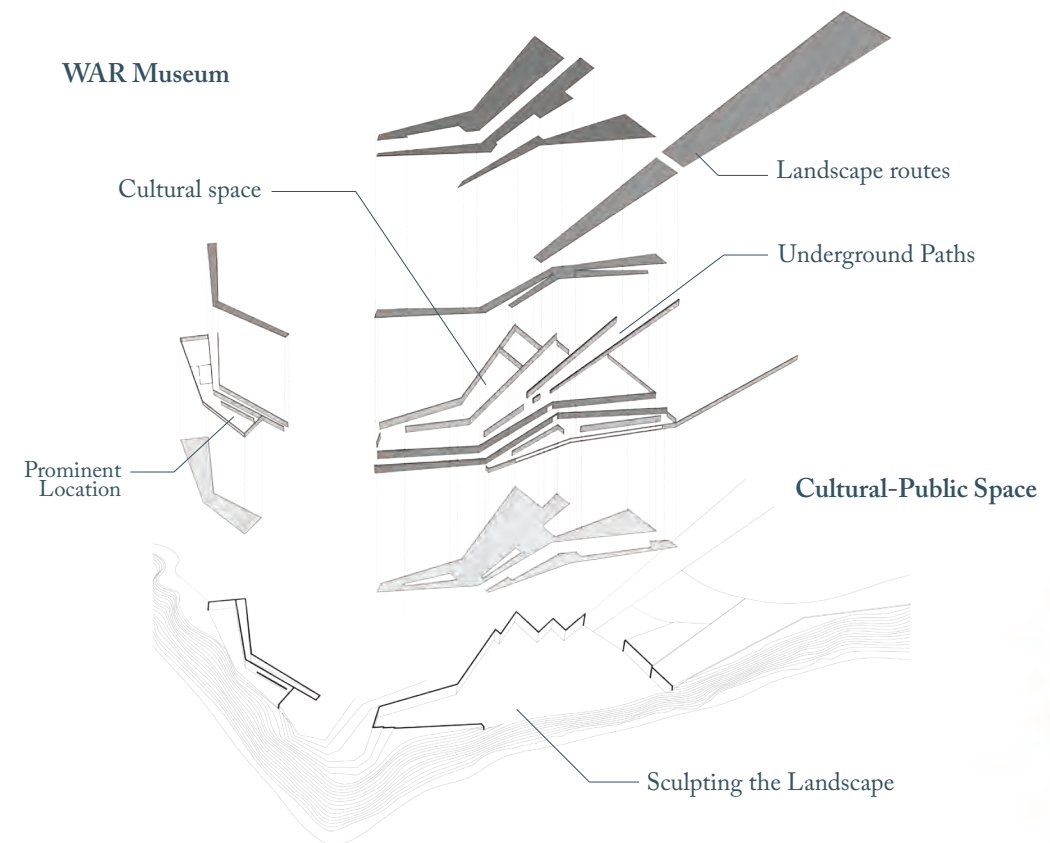 WAR Museum
Landscape routes
Cultural space
Underground Paths
Prominent
Location
Cultural-Public Space
Sculpting the Landscape